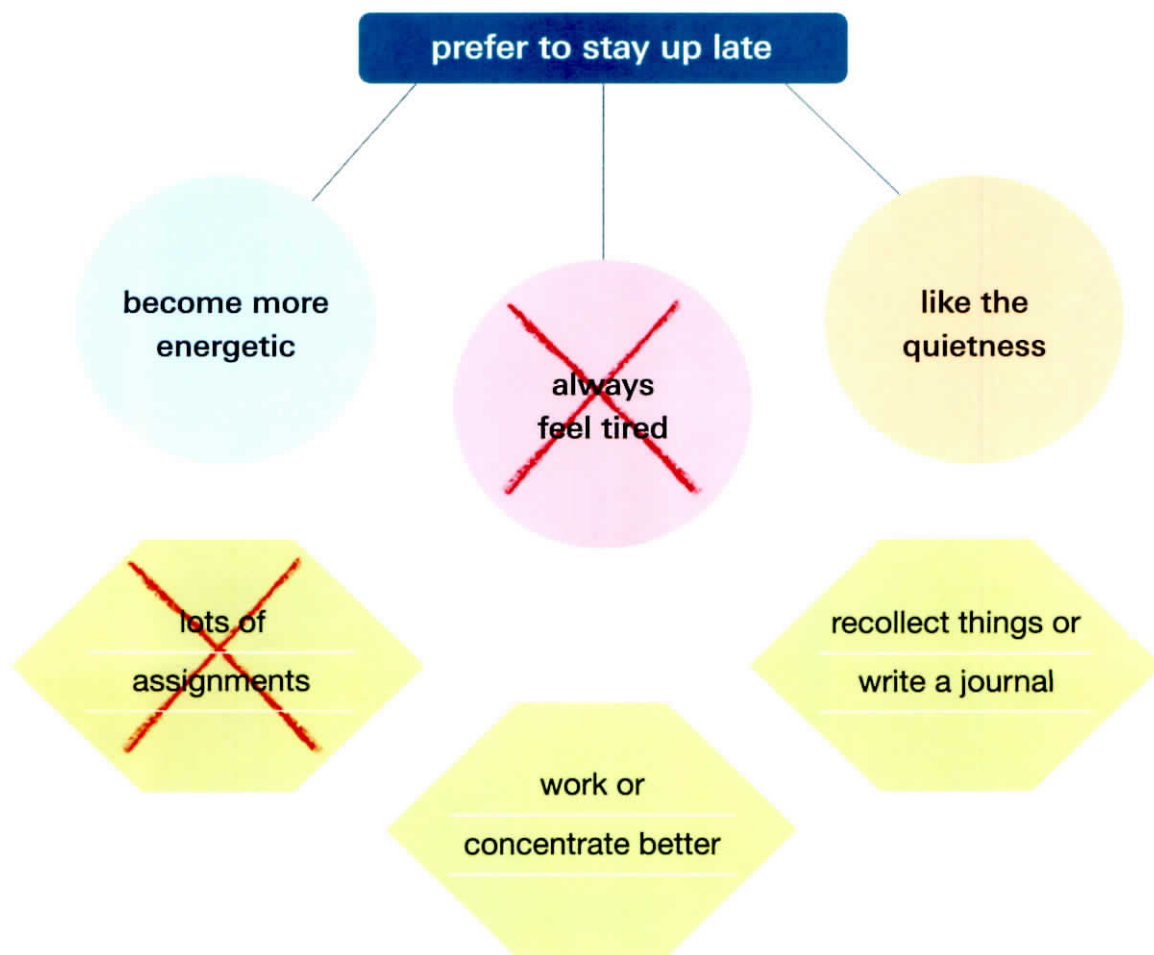 prefer to stay up late
become more
energetic
always
feel tired
like the
quietness
lots of
assignments
recollect things or
write a journal
work or
concentrate better